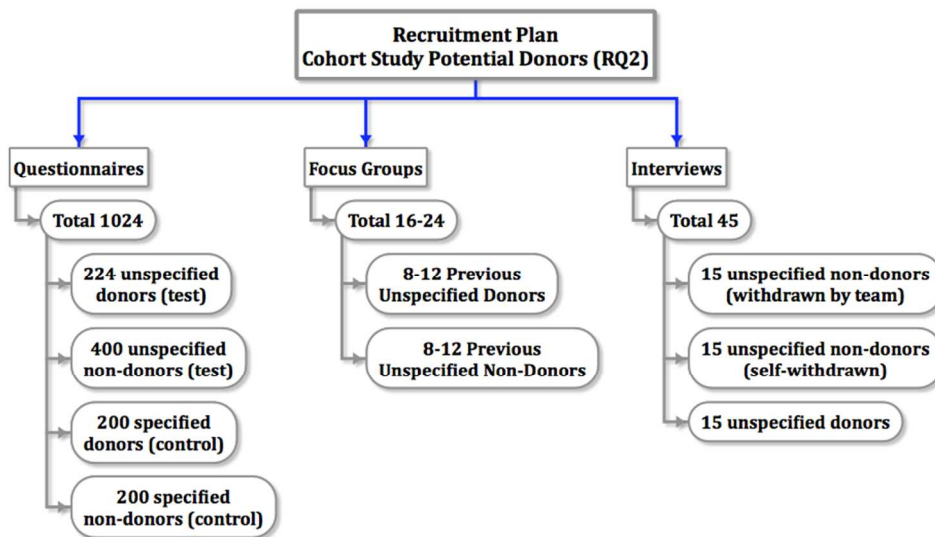 Recruitment Plan
Cohort Study Potential Donors (RQ2)
Questionnaires
Total 1024
224 unspecified
donors (test)
400 unspecified
non-donors (test)
200 specified
donors (control)
200 specified
non-donors (control)
Focus Groups
Total 16-24
8-12 Previous
Unspecified Donors
8-12 Previous
Unspecified Non-Donors
Interviews
Total 45
15 unspecified non-donors
(withdrawn by team)
15 unspecified non-donors
(self-withdrawn)
15 unspecified donors